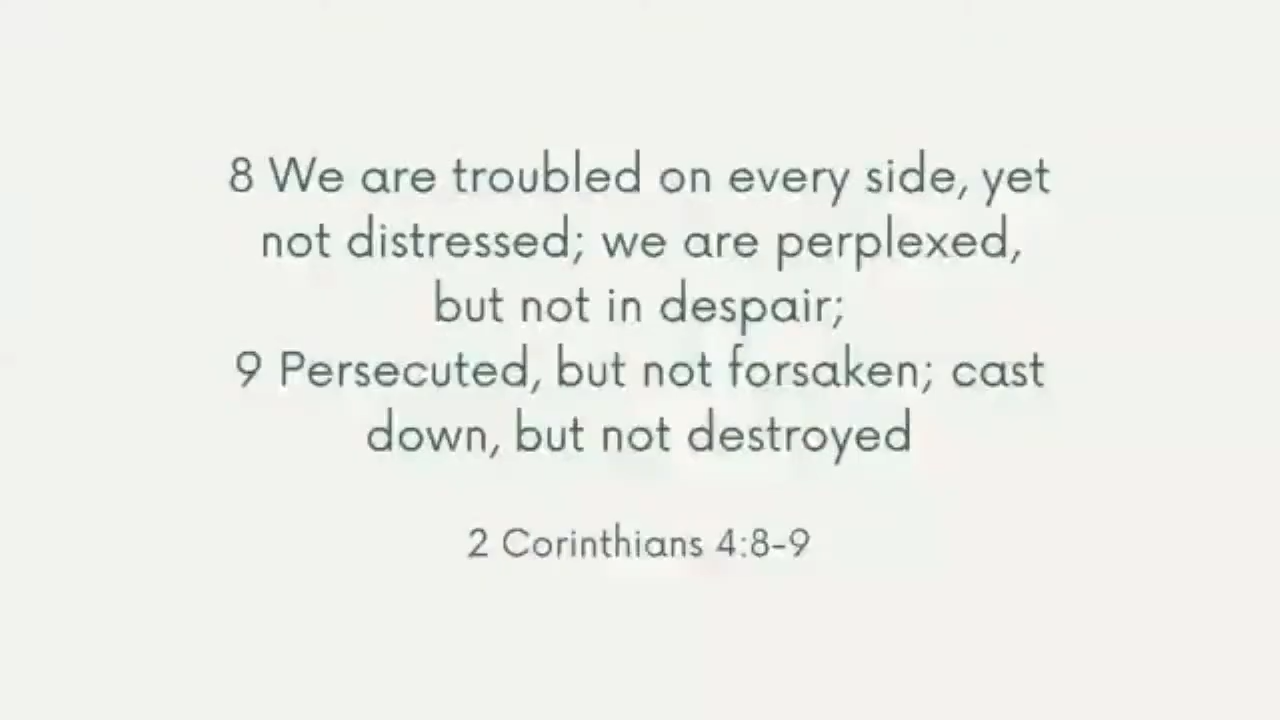 8 We are troubled on every side, yet
not distressed; we are perplexed,
but not in despair;
9 Persecuted, but not forsaken; cast
down, but not destroyed
2 Corinthians 4:8-9